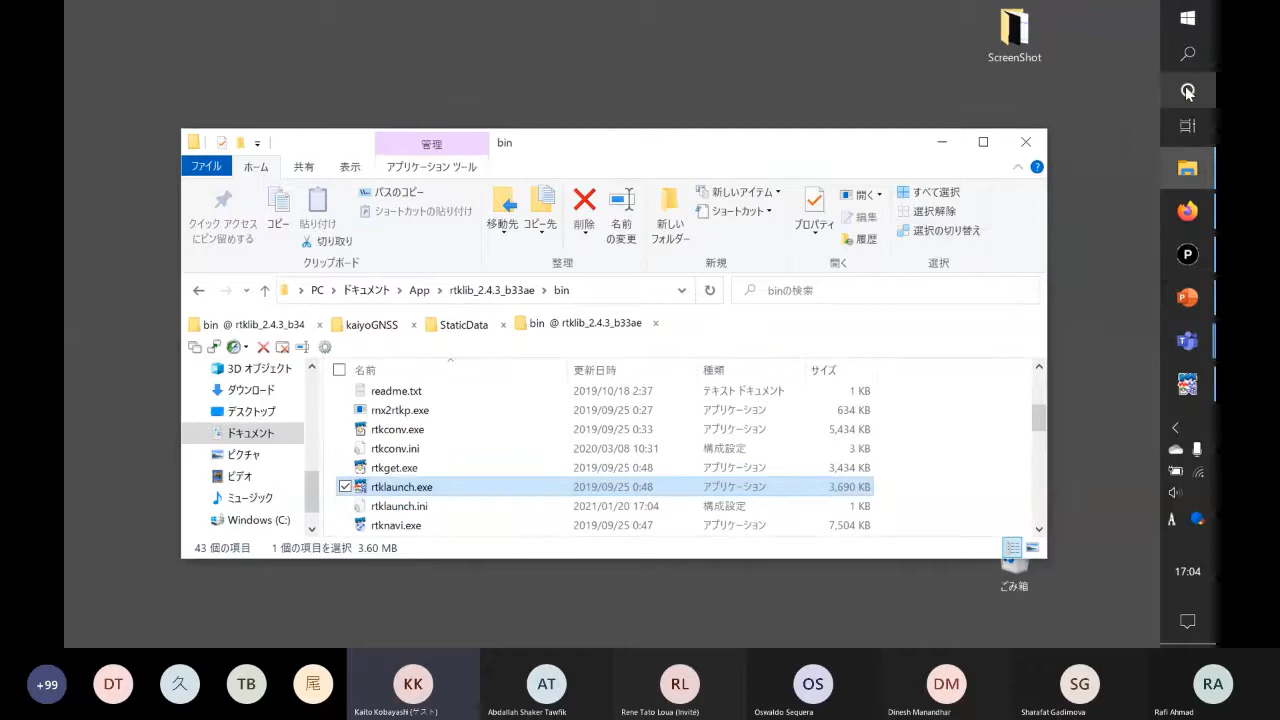 ScreenShot
管理
bin
ファイル
ホーム
共有
表示
アプリケーション ツール
クイック アクセス
にピン留めする
コピー
貼り付け
パスのコピー
ショートカットの貼り付け
切り取り
クリップボード
移動先
コピー先
削除
名前
の変更
整理
新しい
フォルダー
新しいアイテム
ショートカット
新規
プロパティ
開く
編集
履歴
開く
すべて選択
選択解除
選択の切り替え
選択
PC > ドキュメント > App > rtklib_2.4.3_b33ae > bin
binの検索
bin @ rtklib_2.4.3_b34
kaiyoGNSS
StaticData
bin @ rtklib_2.4.3_b33ae
3D オブジェクト
ダウンロード
デスクトップ
ドキュメント
ピクチャ
ビデオ
ミュージック
Windows (C:)
名前 更新日時 種類 サイズ
readme.txt 2019/10/18 2:37 テキスト ドキュメント 1 KB
rnx2rtkp.exe 2019/09/25 0:27 アプリケーション 634 KB
rtkconv.exe 2019/09/25 0:33 アプリケーション 5,434 KB
rtkconv.ini 2020/03/08 10:31 構成設定 3 KB
rtkget.exe 2019/09/25 0:48 アプリケーション 3,434 KB
rtklaunch.exe 2019/09/25 0:48 アプリケーション 3,690 KB
rtklaunch.ini 2021/01/20 17:04 構成設定 1 KB
rtknavi.exe 2019/09/25 0:47 アプリケーション 7,504 KB
43 個の項目 1 個の項目を選択 3.60 MB
ごみ箱
P
A
17:04
+99
DT
久
TB
尾
KK
Kaito Kobayashi (ゲスト)
AT
Abdallah Shaker Tawfik
RL
Rene Tato Loua (Invité)
OS
Oswaldo Sequera
DM
Dinesh Manandhar
SG
Sharafat Gadimova
RA
Rafi Ahmad